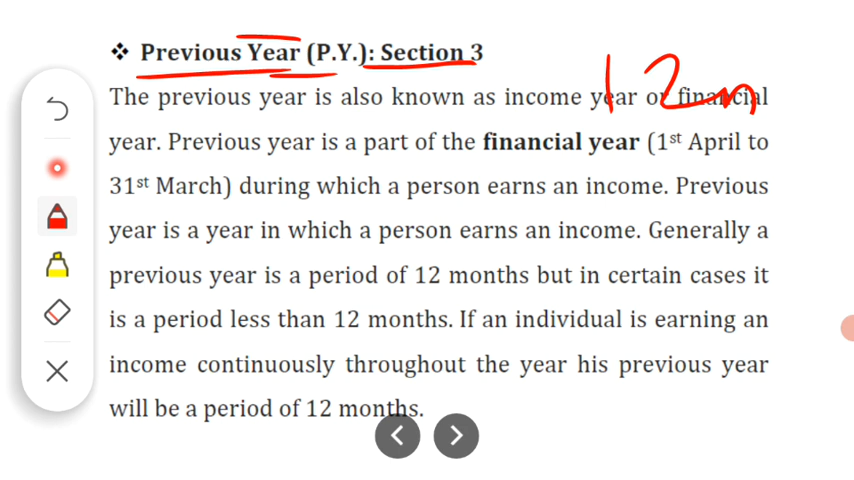 ❖ Previous Year (P.Y.): Section 3
12m
The previous year is also known as income year or financial
year. Previous year is a part of the financial year (1st April to
31st March) during which a person earns an income. Previous
year is a year in which a person earns an income. Generally a
previous year is a period of 12 months but in certain cases it
is a period less than 12 months. If an individual is earning an
income continuously throughout the year his previous year
will be a period of 12 months.